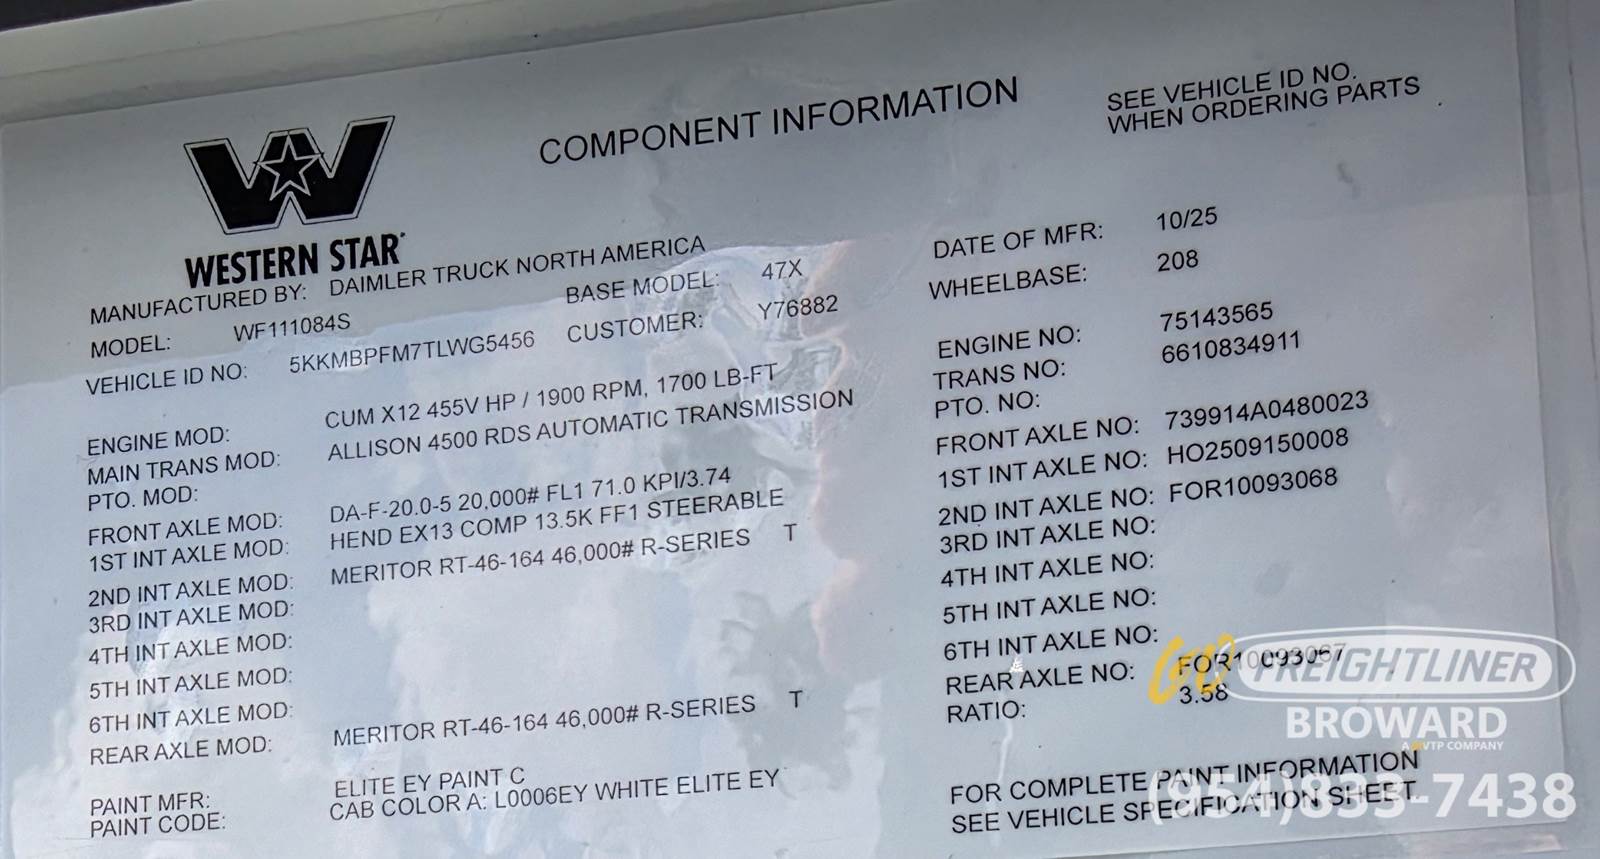 COMPONENT INFORMATION
SEE VEHICLE ID NO.
WHEN ORDERING PARTS
WESTERN STAR
MANUFACTURED BY: DAIMLER TRUCK NORTH AMERICA
MODEL: WF111084S BASE MODEL: 47X
VEHICLE ID NO: 5KKMBPFM7TLWG5456 CUSTOMER: Y76882
DATE OF MFR: 10/25
WHEELBASE: 208
ENGINE MOD: CUM X12 455V HP / 1900 RPM, 1700 LB-FT
MAIN TRANS MOD: ALLISON 4500 RDS AUTOMATIC TRANSMISSION
PTO. MOD:
FRONT AXLE MOD: DA-F-20.0-5 20,000# FL1 71.0 KPI/3.74
1ST INT AXLE MOD: HEND EX13 COMP 13.5K FF1 STEERABLE
2ND INT AXLE MOD: MERITOR RT-46-164 46,000# R-SERIES T
3RD INT AXLE MOD:
4TH INT AXLE MOD:
5TH INT AXLE MOD:
6TH INT AXLE MOD:
REAR AXLE MOD: MERITOR RT-46-164 46,000# R-SERIES T
PAINT MFR: ELITE EY PAINT C
PAINT CODE: CAB COLOR A: L0006EY WHITE ELITE EY
ENGINE NO: 75143565
TRANS NO: 6610834911
PTO. NO:
FRONT AXLE NO: 739914A0480023
1ST INT AXLE NO: HO2509150008
2ND INT AXLE NO: FOR10093068
3RD INT AXLE NO:
4TH INT AXLE NO:
5TH INT AXLE NO:
6TH INT AXLE NO:
REAR AXLE NO: FOR10093067
RATIO: 3.58
FOR COMPLETE PAINT INFORMATION
SEE VEHICLE SPECIFICATION SHEET
GO FREIGHTLINER
BROWARD
A VTP COMPANY
(954)833-7438